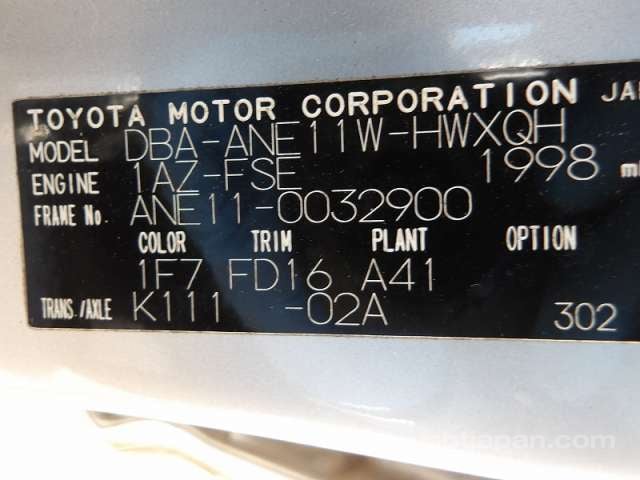 TOYOTA MOTOR CORPORATION JA
MODEL DBA-ANE11W-HWXQH
ENGINE 1AZ-FSE 1998 m
FRAME No. ANE11-0032900
COLOR TRIM PLANT OPTION
1F7 FD16 A41
TRANS./AXLE K111 -02A 302